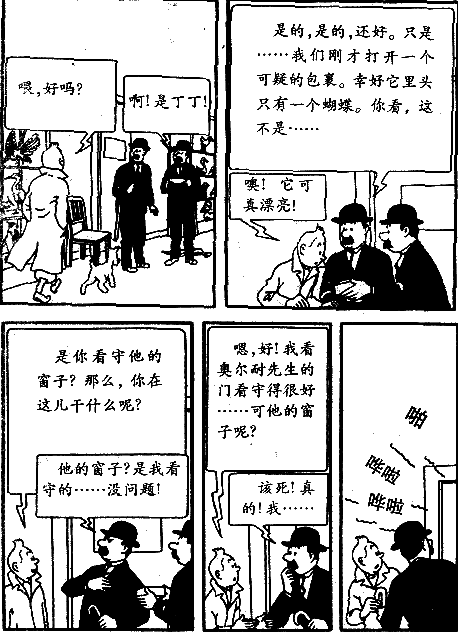 喂,好吗?
啊!是丁丁!
是的,是的,还好。只是
……我们刚才打开一个
可疑的包裹。幸好它里头
只有一个蝴蝶。你看,这
不是……
噢! 它可
真漂亮!
是你看守他的
窗子?那么,你在
这儿干什么呢?
他的窗子?是我看
守的……没问题!
嗯,好!我看
奥尔耐先生的
门看守得很好
……可他的窗
子呢?
该死!真
的!我……
啪
哗啦
哗啦